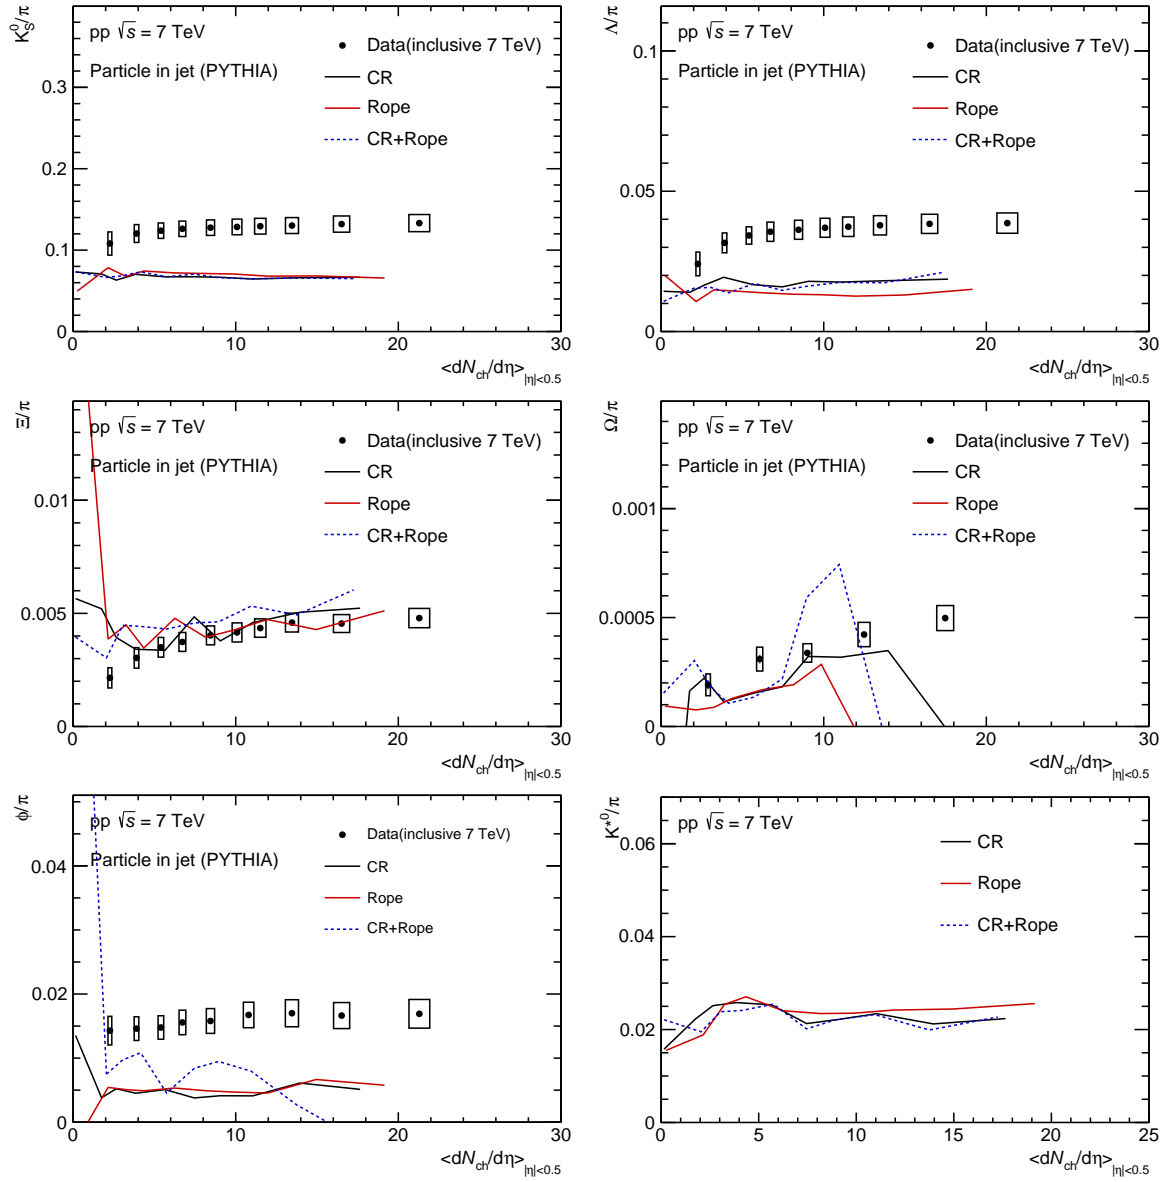 K⁰_S/π
pp √s = 7 TeV
Particle in jet (PYTHIA)
Data(inclusive 7 TeV)
CR
Rope
CR+Rope
0.3
0.2
0.1
0
0 10 20 30
<dN_ch/dη>_|η|<0.5
Λ/π
pp √s = 7 TeV
Particle in jet (PYTHIA)
Data(inclusive 7 TeV)
CR
Rope
CR+Rope
0.1
0.05
0
0 10 20 30
<dN_ch/dη>_|η|<0.5
Ξ/π
pp √s = 7 TeV
Particle in jet (PYTHIA)
Data(inclusive 7 TeV)
CR
Rope
CR+Rope
0.01
0.005
0
0 10 20 30
<dN_ch/dη>_|η|<0.5
Ω/π
pp √s = 7 TeV
Particle in jet (PYTHIA)
Data(inclusive 7 TeV)
CR
Rope
CR+Rope
0.001
0.0005
0
0 10 20 30
<dN_ch/dη>_|η|<0.5
ϕ/π
pp √s = 7 TeV
Particle in jet (PYTHIA)
Data(inclusive 7 TeV)
CR
Rope
CR+Rope
0.04
0.02
0
0 10 20 30
<dN_ch/dη>_|η|<0.5
K*⁰/π
pp √s = 7 TeV
CR
Rope
CR+Rope
0.06
0.04
0.02
0
0 5 10 15 20 25
<dN_ch/dη>_|η|<0.5